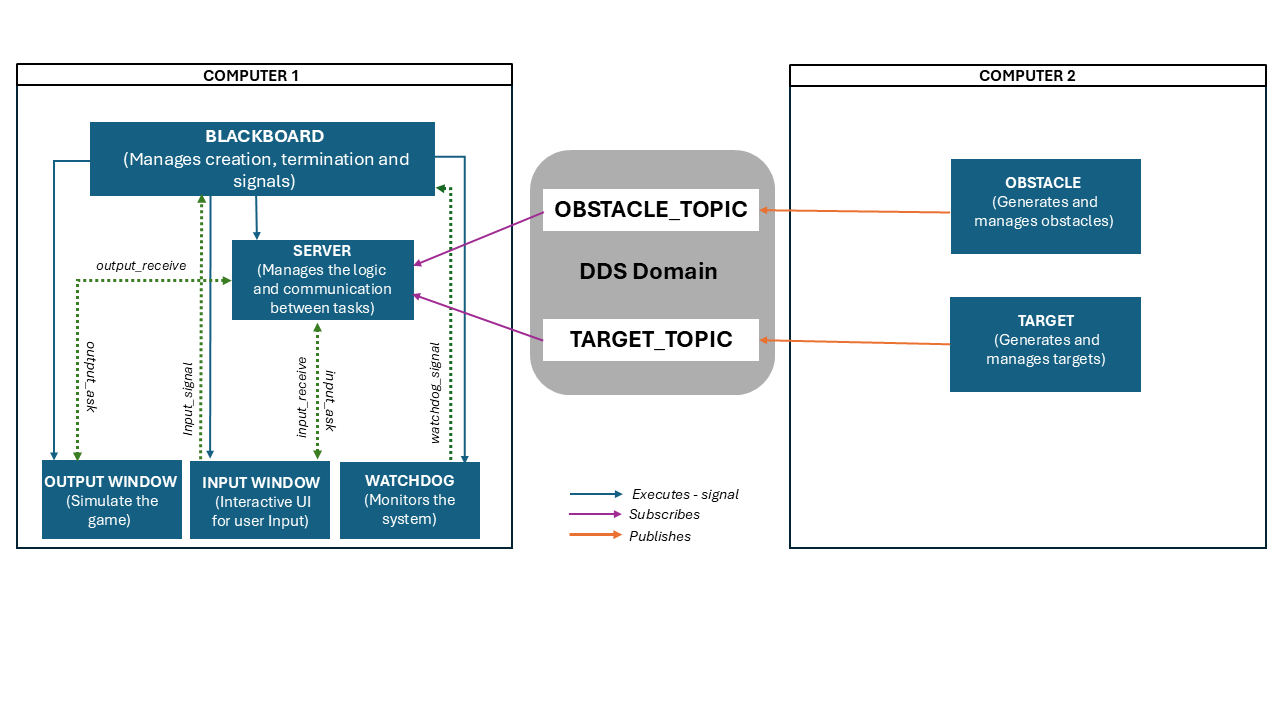 COMPUTER 1
BLACKBOARD
(Manages creation, termination and
signals)
SERVER
(Manages the logic
and communication
between tasks)
output_receive
output_ask
Input_signal
input_receive
input_ask
watchdog_signal
OUTPUT WINDOW
(Simulate the
game)
INPUT WINDOW
(Interactive UI
for user Input)
WATCHDOG
(Monitors the
system)
OBSTACLE_TOPIC
DDS Domain
TARGET_TOPIC
Executes - signal
Subscribes
Publishes
COMPUTER 2
OBSTACLE
(Generates and
manages obstacles)
TARGET
(Generates and
manages targets)